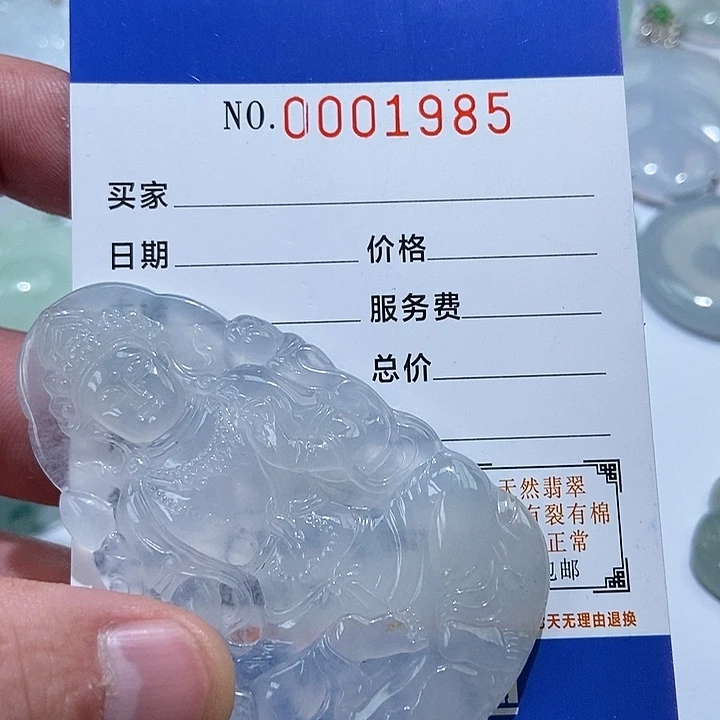 NO.0001985
买家
日期 价格
服务费
总价
天然翡翠
有裂有棉
正常
包邮
天无理由退换